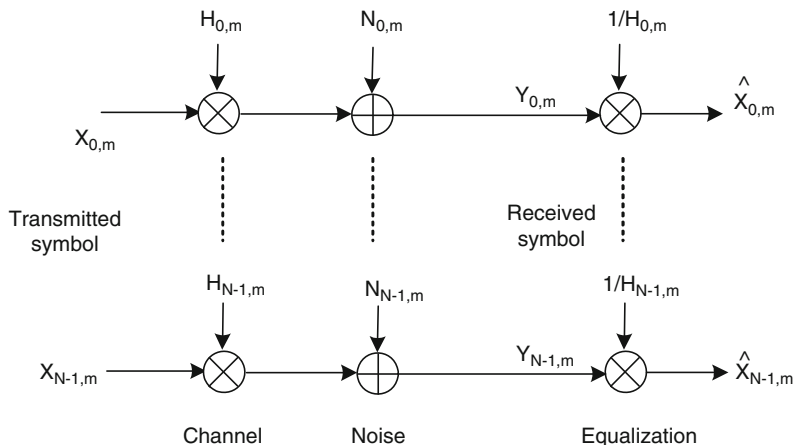 H0,m N0,m 1/H0,m
Y0,m X̂0,m
X0,m
Transmitted symbol
Received symbol
HN-1,m NN-1,m 1/HN-1,m
XN-1,m YN-1,m X̂N-1,m
Channel Noise Equalization